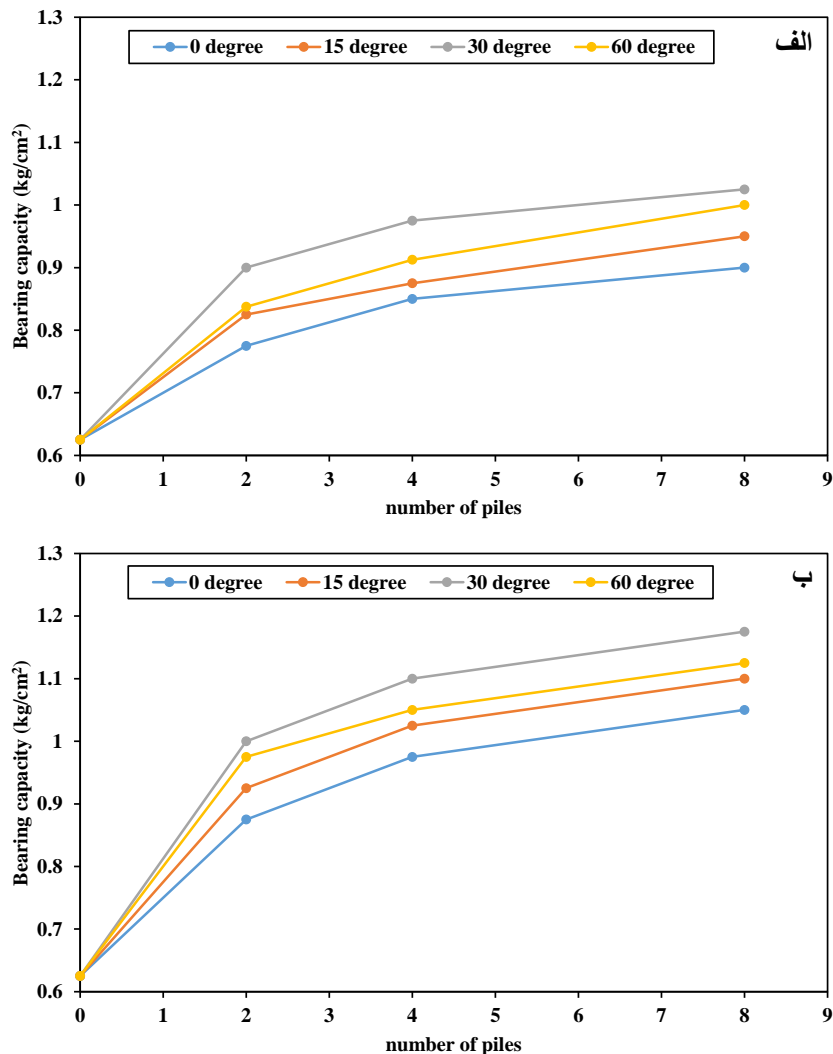 الف
0 degree 15 degree 30 degree 60 degree
Bearing capacity (kg/cm²)
1.3
1.2
1.1
1
0.9
0.8
0.7
0.6
0 1 2 3 4 5 6 7 8 9
number of piles
ب
0 degree 15 degree 30 degree 60 degree
Bearing capacity (kg/cm²)
1.3
1.2
1.1
1
0.9
0.8
0.7
0.6
0 1 2 3 4 5 6 7 8 9
number of piles